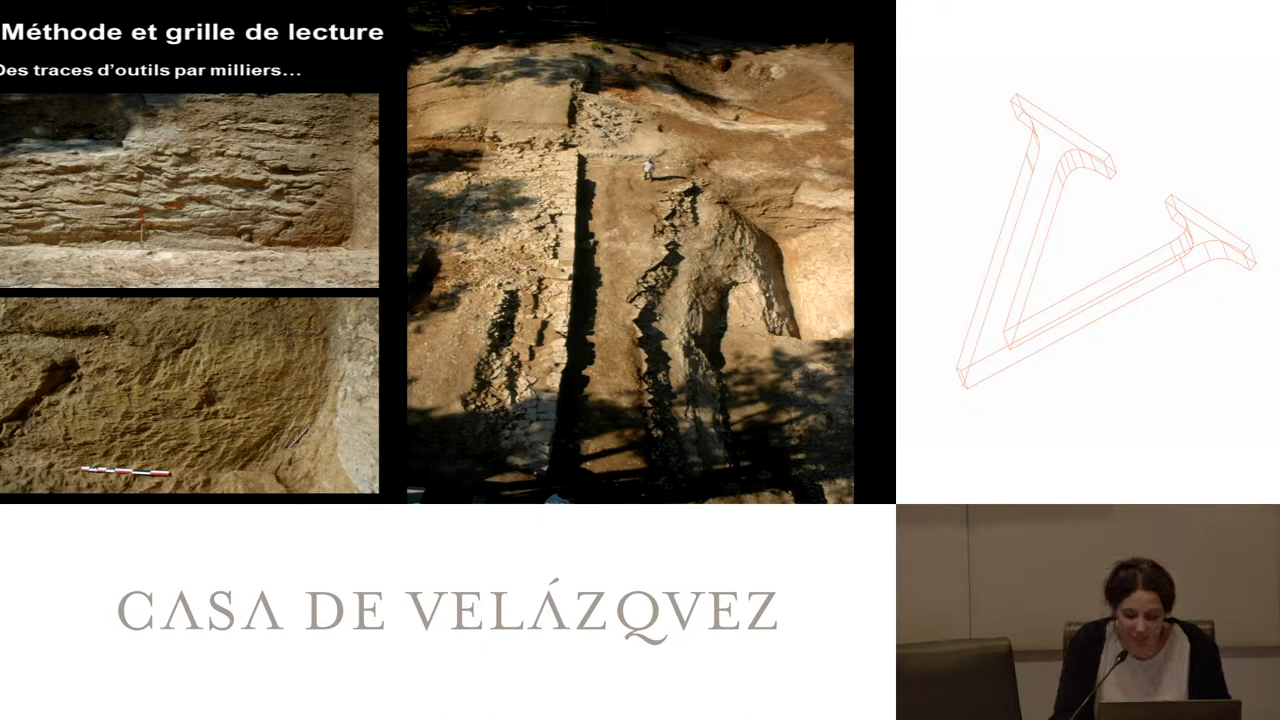 Méthode et grille de lecture
Des traces d'outils par milliers...
CASA DE VELÁZQVEZ